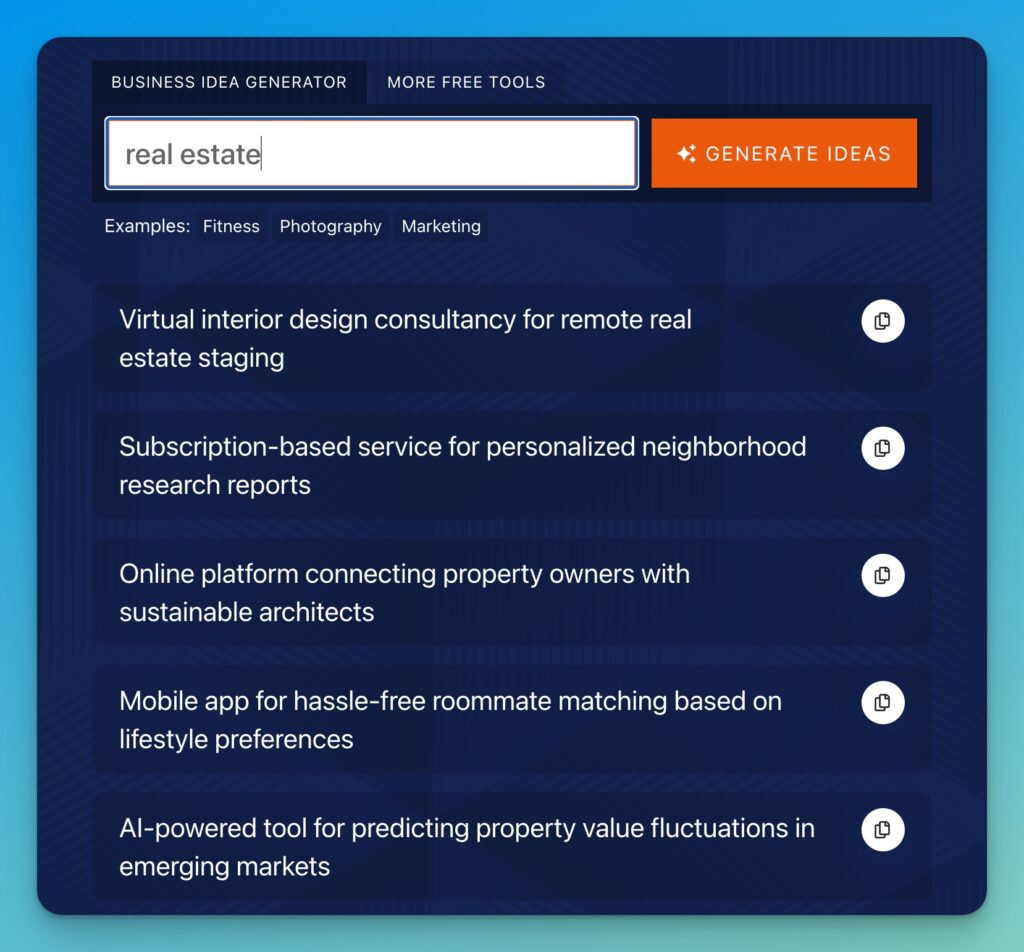 BUSINESS IDEA GENERATOR MORE FREE TOOLS
real estate GENERATE IDEAS
Examples: Fitness Photography Marketing
Virtual interior design consultancy for remote real
estate staging
Subscription-based service for personalized neighborhood
research reports
Online platform connecting property owners with
sustainable architects
Mobile app for hassle-free roommate matching based on
lifestyle preferences
AI-powered tool for predicting property value fluctuations in
emerging markets